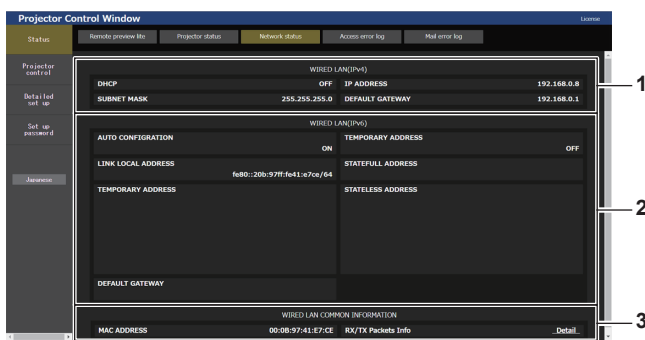 Projector Control Window License
Status Remote preview lite Projector status Network status Access error log Mail error log
Projector
control
Detailed
set up
Set up
password
Japanese
WIRED LAN(IPv4)
DHCP OFF IP ADDRESS 192.168.0.8
SUBNET MASK 255.255.255.0 DEFAULT GATEWAY 192.168.0.1
1
WIRED LAN(IPv6)
AUTO CONFIGRATION TEMPORARY ADDRESS
ON OFF
LINK LOCAL ADDRESS STATEFULL ADDRESS
fe80::20b:97ff:fe41:e7ce/64
TEMPORARY ADDRESS STATELESS ADDRESS
2
DEFAULT GATEWAY
WIRED LAN COMMON INFORMATION
3
MAC ADDRESS 00:0B:97:41:E7:CE RX/TX Packets Info Detail